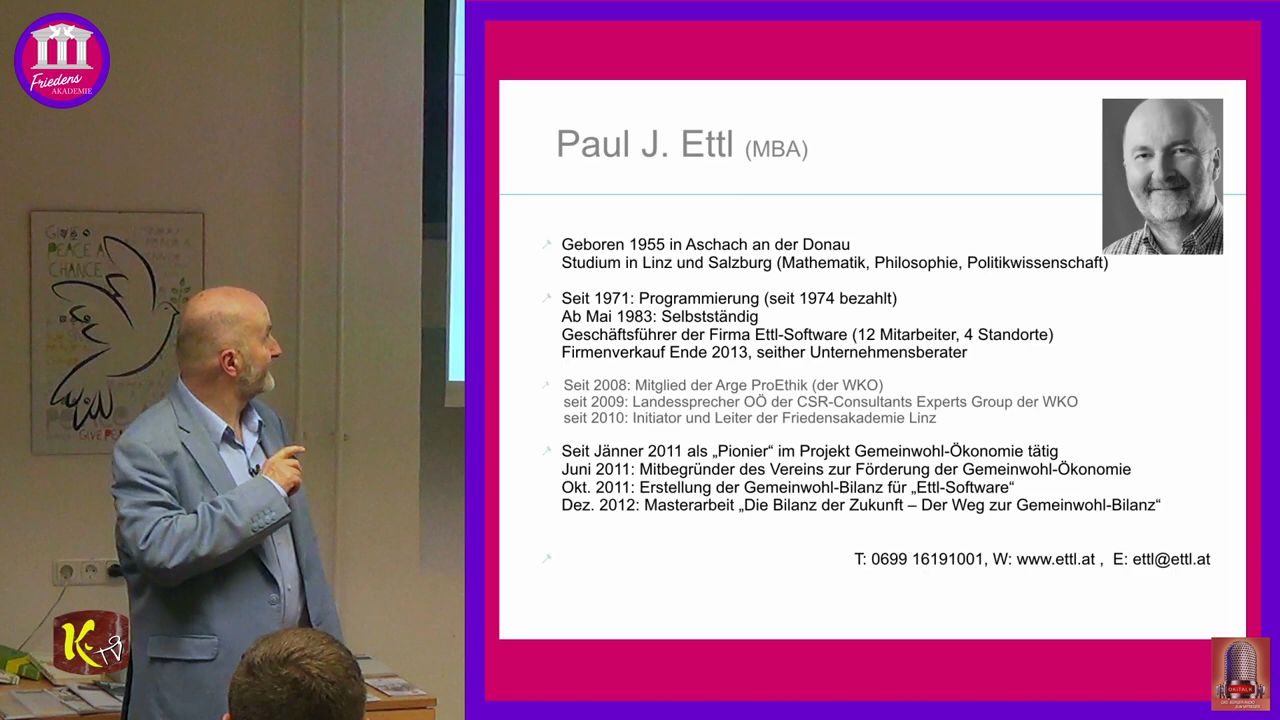 Friedens
AKADEMIE
GIVE
PEACE A
CHANCE
GIVE PE
K
TV
Paul J. Ettl (MBA)
Geboren 1955 in Aschach an der Donau
Studium in Linz und Salzburg (Mathematik, Philosophie, Politikwissenschaft)
Seit 1971: Programmierung (seit 1974 bezahlt)
Ab Mai 1983: Selbstständig
Geschäftsführer der Firma Ettl-Software (12 Mitarbeiter, 4 Standorte)
Firmenverkauf Ende 2013, seither Unternehmensberater
Seit 2008: Mitglied der Arge ProEthik (der WKO)
seit 2009: Landessprecher OÖ der CSR-Consultants Experts Group der WKO
seit 2010: Initiator und Leiter der Friedensakademie Linz
Seit Jänner 2011 als „Pionier“ im Projekt Gemeinwohl-Ökonomie tätig
Juni 2011: Mitbegründer des Vereins zur Förderung der Gemeinwohl-Ökonomie
Okt. 2011: Erstellung der Gemeinwohl-Bilanz für „Ettl-Software“
Dez. 2012: Masterarbeit „Die Bilanz der Zukunft – Der Weg zur Gemeinwohl-Bilanz“
T: 0699 16191001, W: www.ettl.at , E: ettl@ettl.at
OKiTALK